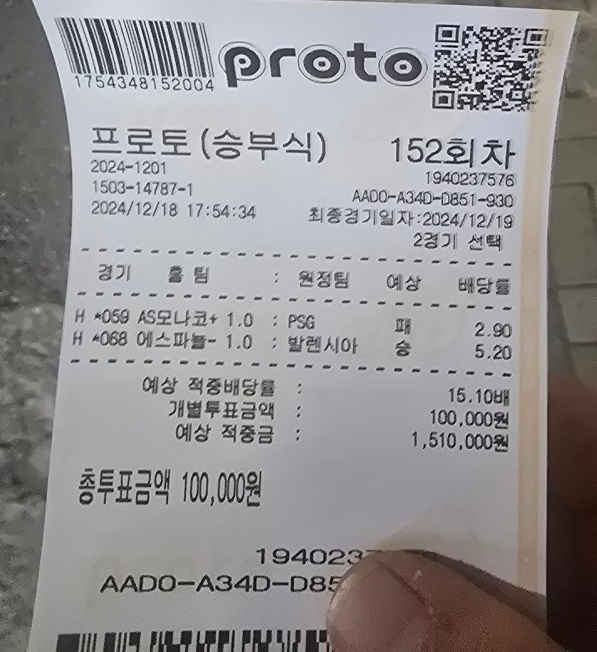 proto
1754348152004
프로토(승부식) 152회차
2024-1201 1940237576
1503-14787-1 AAD0-A34D-D851-930
2024/12/18 17:54:34 최종경기일자:2024/12/19
2경기 선택
경기 홈팀 : 원정팀 예상 배당률
H *059 AS모나코+ 1.0 : PSG 패 2.90
H *068 에스파뇰- 1.0 : 발렌시아 승 5.20
예상 적중배당률 : 15.10배
개별투표금액 : 100,000원
예상 적중금 : 1,510,000원
총투표금액 100,000원
194023
AAD0-A34D-D85